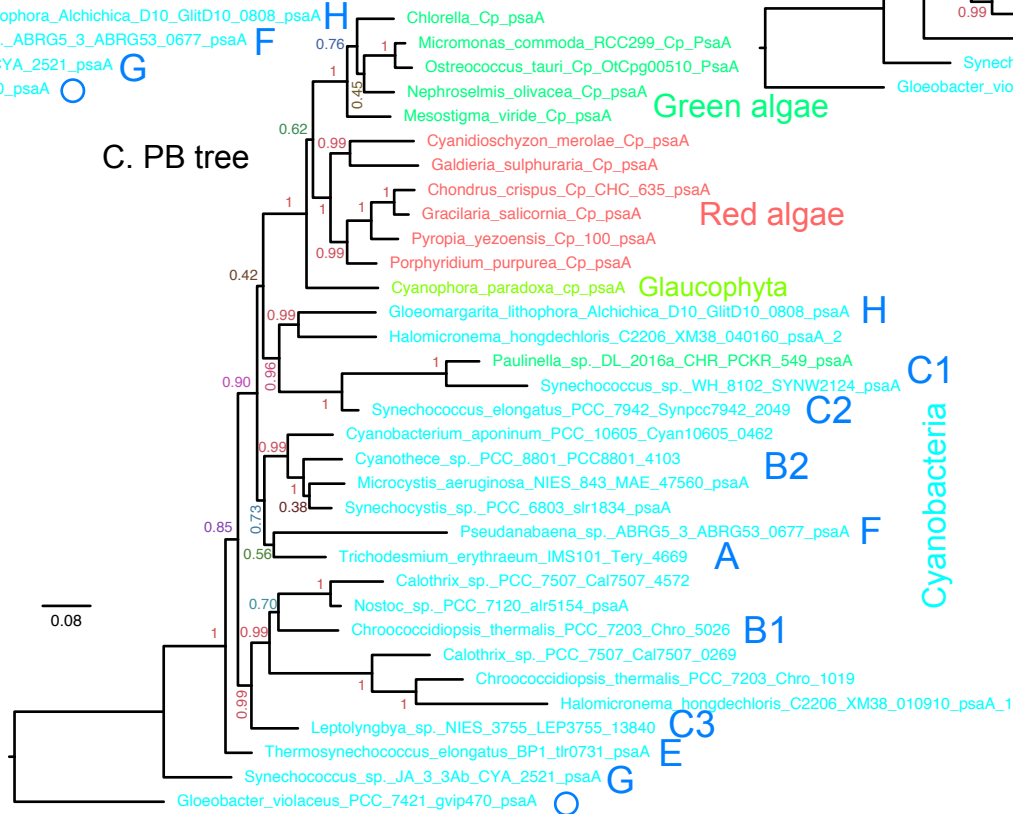 ophora_Alchichica_D10_GlitD10_0808_psaA H
._ABRG5_3_ABRG53_0677_psaA F
CYA_2521_psaA G
0_psaA
C. PB tree
0.99
Synech
Gloeobacter_vio
Chlorella_Cp_psaA
0.76
Micromonas_commoda_RCC299_Cp_PsaA
1
Ostreococcus_tauri_Cp_OtCpg00510_PsaA
1
Nephroselmis_olivacea_Cp_psaA
0.45
Green algae
Mesostigma_viride_Cp_psaA
0.62
Cyanidioschyzon_merolae_Cp_psaA
0.99
Galdieria_sulphuraria_Cp_psaA
Chondrus_crispus_Cp_CHC_635_psaA
1
Gracilaria_salicornia_Cp_psaA
Red algae
1
1
1
Pyropia_yezoensis_Cp_100_psaA
0.99
Porphyridium_purpurea_Cp_psaA
0.42
Cyanophora_paradoxa_cp_psaA Glaucophyta
Gloeomargarita_lithophora_Alchichica_D10_GlitD10_0808_psaA H
0.99
Halomicronema_hongdechloris_C2206_XM38_040160_psaA_2
Paulinella_sp._DL_2016a_CHR_PCKR_549_psaA
1
C1
0.96
0.90
Synechococcus_sp._WH_8102_SYNW2124_psaA
1
Synechococcus_elongatus_PCC_7942_Synpcc7942_2049 C2
Cyanobacterium_aponinum_PCC_10605_Cyan10605_0462
0.99
Cyanothece_sp._PCC_8801_PCC8801_4103
B2
Microcystis_aeruginosa_NIES_843_MAE_47560_psaA
1
0.38
Synechocystis_sp._PCC_6803_slr1834_psaA
Cyanobacteria
0.73
0.85
Pseudanabaena_sp._ABRG5_3_ABRG53_0677_psaA F
0.56
Trichodesmium_erythraeum_IMS101_Tery_4669 A
Calothrix_sp._PCC_7507_Cal7507_4572
1
0.70
Nostoc_sp._PCC_7120_alr5154_psaA
0.08
1
0.99
Chroococcidiopsis_thermalis_PCC_7203_Chro_5026 B1
Calothrix_sp._PCC_7507_Cal7507_0269
1
Chroococcidiopsis_thermalis_PCC_7203_Chro_1019
1
0.99
Halomicronema_hongdechloris_C2206_XM38_010910_psaA_1
Leptolyngbya_sp._NIES_3755_LEP3755_13840 C3
Thermosynechococcus_elongatus_BP1_tlr0731_psaA E
Synechococcus_sp._JA_3_3Ab_CYA_2521_psaA G
Gloeobacter_violaceus_PCC_7421_gvip470_psaA